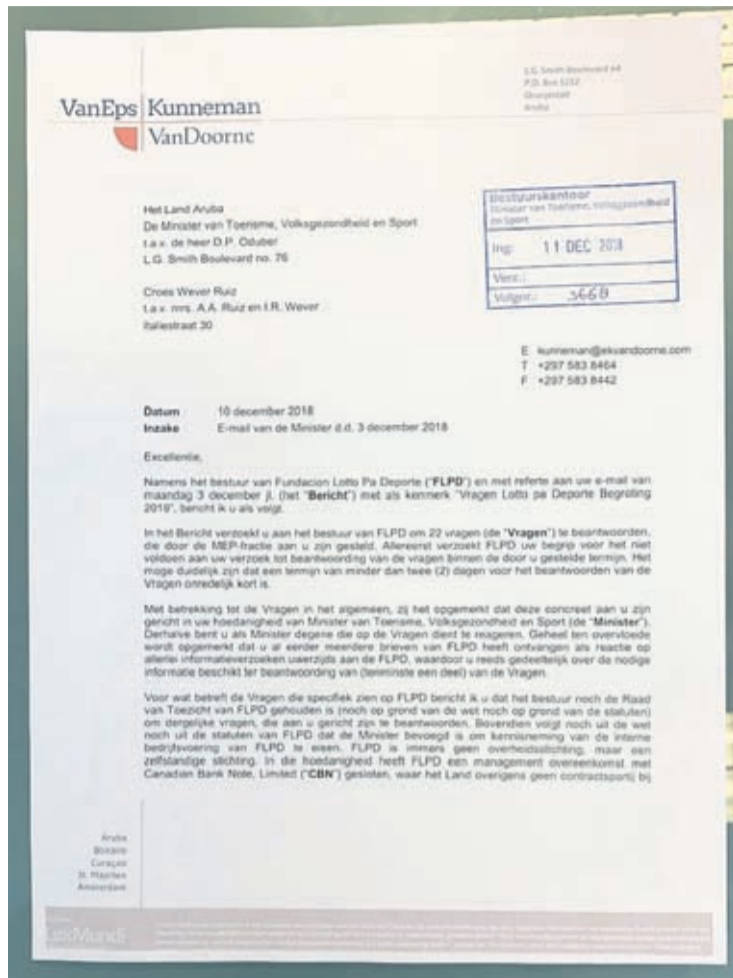 VanEps Kunneman
VanDoorne
L.G. Smith Boulevard 64
P.O. Box
Oranjestad
Aruba
Het Land Aruba
De Minister van Toerisme, Volksgezondheid en Sport
t.a.v. de heer D.P. Oduber
L.G. Smith Boulevard no. 76
Bestuurskantoor
Minister van Toerisme, Volksgezondheid
en Sport
Ing: 11 DEC 2018
Volgnr.: 3668
Croes Wever Ruiz
t.a.v. mrs. A.A. Ruiz en I.R. Wever
Italiestraat 30
E kunneman@ekvandoorne.com
T +297 583 8464
F +297 583 8442
Datum 10 december 2018
Inzake E-mail van de Minister d.d. 3 december 2018
Excellentie,
Namens het bestuur van Fundacion Lotto Pa Deporte ("FLPD") en met referte aan uw e-mail van
maandag 3 december jl. (het "Bericht") met als kenmerk "Vragen Lotto pa Deporte Begroting
2019", bericht ik u als volgt.
In het Bericht verzoekt u aan het bestuur van FLPD om 22 vragen (de "Vragen") te beantwoorden,
die door de MEP-fractie aan u zijn gesteld. Allereerst verzoekt FLPD uw begrip voor het niet
voldoen aan uw verzoek tot beantwoording van de vragen binnen de door u gestelde termijn. Het
moge duidelijk zijn dat een termijn van minder dan twee (2) dagen voor het beantwoorden van de
Vragen onredelijk kort is.
Met betrekking tot de Vragen in het algemeen, zij het opgemerkt dat deze concreet aan u zijn
gericht in uw hoedanigheid van Minister van Toerisme, Volksgezondheid en Sport (de "Minister").
Derhalve bent u als Minister degene die op de Vragen dient te reageren. Geheel ten overvloede
wordt opgemerkt dat u al eerder meerdere brieven van FLPD heeft ontvangen als reactie op
allerlei informatieverzoeken uwerzijds aan de FLPD, waardoor u reeds gedeeltelijk over de nodige
informatie beschikt ter beantwoording van (tenminste een deel) van de Vragen.
Voor wat betreft de Vragen die specifiek zien op FLPD bericht ik u dat het bestuur noch de Raad
van Toezicht van FLPD gehouden is (noch op grond van de wet noch op grond van de statuten)
om dergelijke vragen, die aan u gericht zijn te beantwoorden. Bovendien volgt noch uit de wet
noch uit de statuten van FLPD dat de Minister bevoegd is om kennisneming van de interne
bedrijfsvoering van FLPD te eisen. FLPD is immers geen overheidsstichting, maar een
zelfstandige stichting. In die hoedanigheid heeft FLPD een management overeenkomst met
Canadian Bank Note, Limited ("CBN") gesloten, waar het Land overigens geen contractspartij bij
Aruba
Bonaire
Curaçao
St. Maarten
Amsterdam
LexMundi